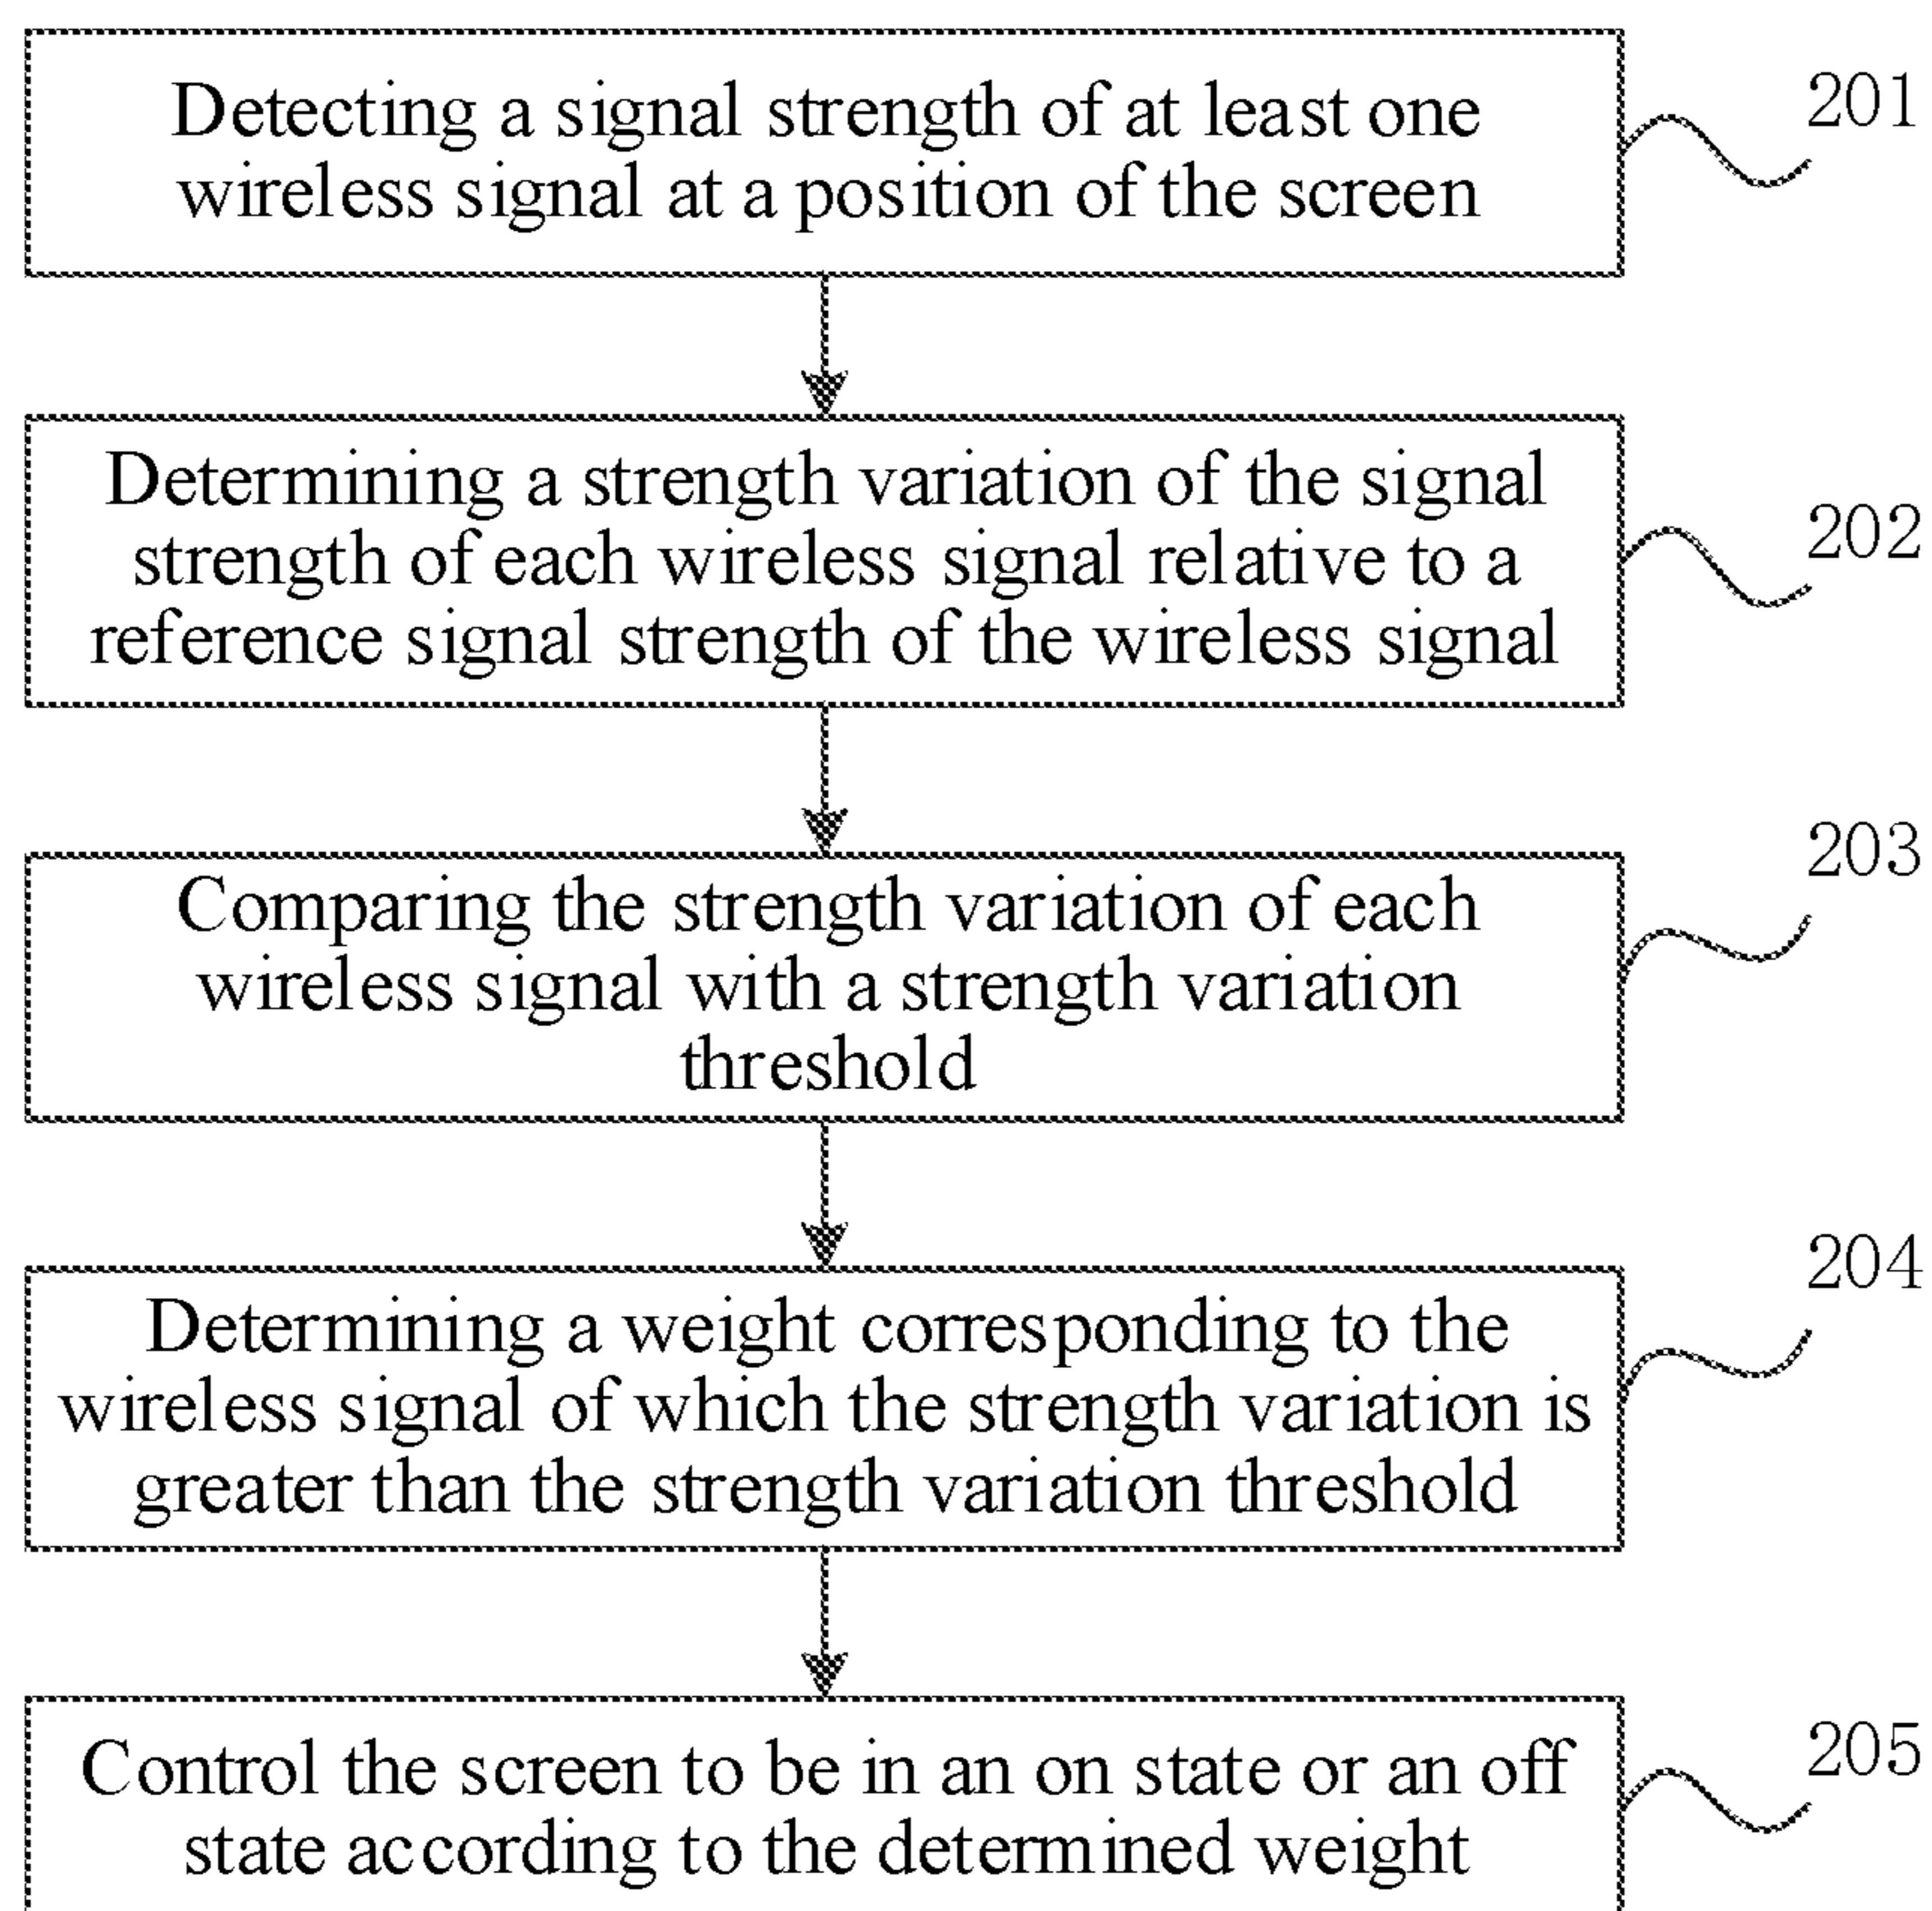 Detecting a signal strength of at least one
wireless signal at a position of the screen
201
Determining a strength variation of the signal
strength of each wireless signal relative to a
reference signal strength of the wireless signal
202
Comparing the strength variation of each
wireless signal with a strength variation
threshold
203
Determining a weight corresponding to the
wireless signal of which the strength variation is
greater than the strength variation threshold
204
Control the screen to be in an on state or an off
state according to the determined weight
205